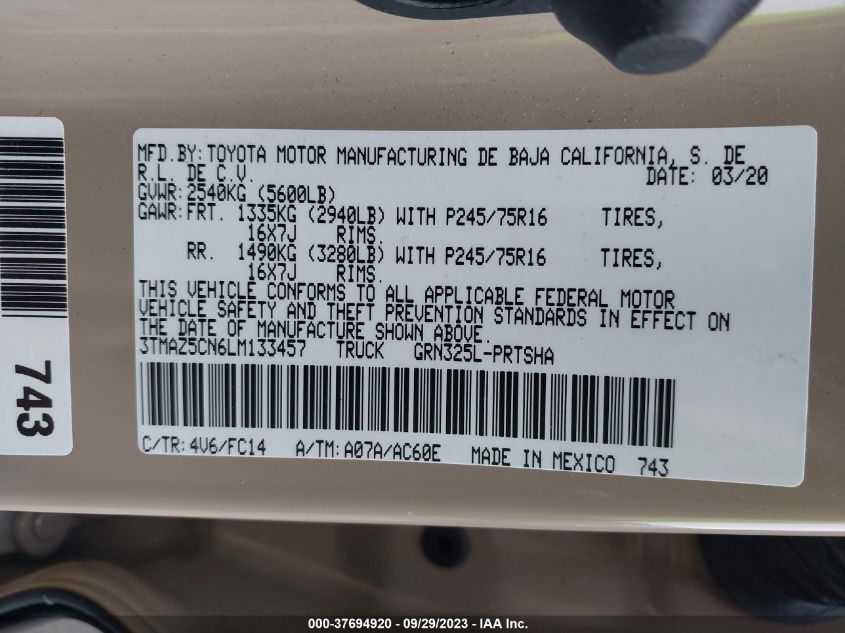 MFD.BY:TOYOTA MOTOR MANUFACTURING DE BAJA CALIFORNIA, S. DE
R.L. DE C.V. DATE: 03/20
GVWR:2540KG (5600LB)
GAWR:FRT. 1335KG (2940LB) WITH P245/75R16 TIRES,
16X7J RIMS.
RR. 1490KG (3280LB) WITH P245/75R16 TIRES,
16X7J RIMS.
THIS VEHICLE CONFORMS TO ALL APPLICABLE FEDERAL MOTOR
VEHICLE SAFETY AND THEFT PREVENTION STANDARDS IN EFFECT ON
THE DATE OF MANUFACTURE SHOWN ABOVE.
3TMAZ5CN6LM133457 TRUCK GRN325L-PRTSHA
C/TR:4V6/FC14 A/TM:A07A/AC60E MADE IN MEXICO 743
743
000-37694920 - 09/29/2023 - IAA Inc.